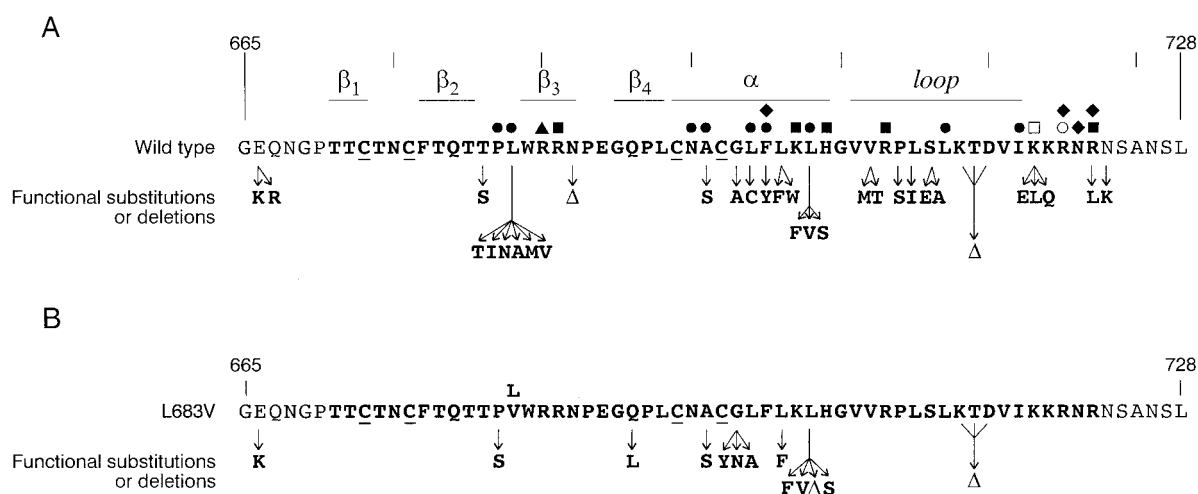 A
665 728
β1 β2 β3 β4 α loop
Wild type GEQNGPTTCTNCFTQTTPLWRRNPEGQPLCNACGLFLKLHGVVRPLSLKTDVIKKRNRNSANSL
Functional substitutions KR S Δ S ACYFW MT SIEA ELQ LK
or deletions
FVS
TINAMV Δ
B
665 728
L
L683V GEQNGPTTCTNCFTQTTPVWRRNPEGQPLCNACGLFLKLHGVVRPLSLKTDVIKKRNRNSANSL
Functional substitutions K S L SYNA F
or deletions FVΔS Δ